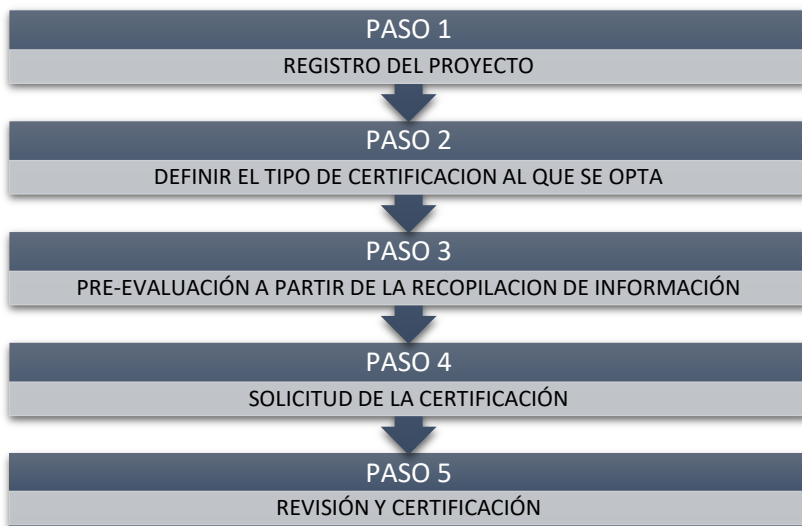 PASO 1
REGISTRO DEL PROYECTO
PASO 2
DEFINIR EL TIPO DE CERTIFICACION AL QUE SE OPTA
PASO 3
PRE-EVALUACIÓN A PARTIR DE LA RECOPILACION DE INFORMACIÓN
PASO 4
SOLICITUD DE LA CERTIFICACIÓN
PASO 5
REVISIÓN Y CERTIFICACIÓN